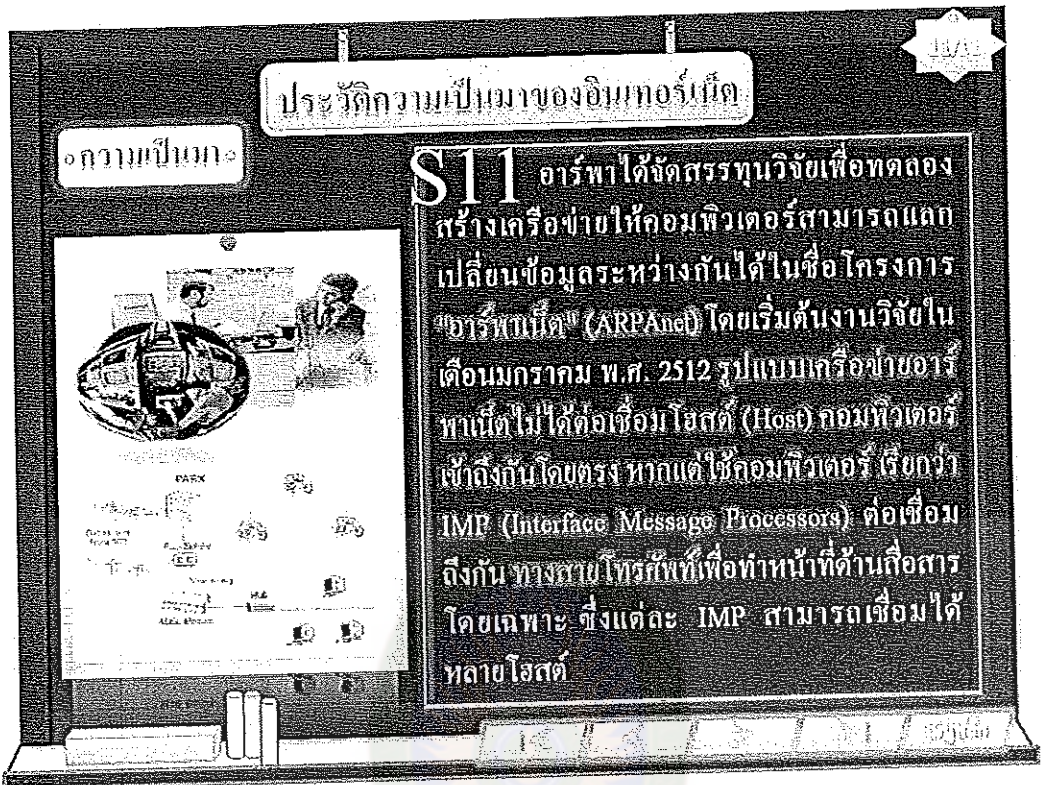 ประวัติความเป็นมาของอินเทอร์เน็ต
ความเป็นมา
S11 อาร์พาได้จัดสรรทุนวิจัยเพื่อทดลอง
สร้างเครือข่ายให้คอมพิวเตอร์สามารถแลก
เปลี่ยนข้อมูลระหว่างกันได้ในชื่อโครงการ
"อาร์พาเน็ต" (ARPAnet) โดยเริ่มต้นงานวิจัยใน
เดือนมกราคม พ.ศ. 2512 รูปแบบเครือข่ายอาร์
พาเน็ตไม่ได้ต่อเชื่อมโฮสต์ (Host) คอมพิวเตอร์
เข้าถึงกันโดยตรง หากแต่ใช้คอมพิวเตอร์ เรียกว่า
IMP (Interface Message Processors) ต่อเชื่อม
ถึงกัน ทางสายโทรศัพท์เพื่อทำหน้าที่ด้านสื่อสาร
โดยเฉพาะ ซึ่งแต่ละ IMP สามารถเชื่อมได้
หลายโฮสต์
PABX